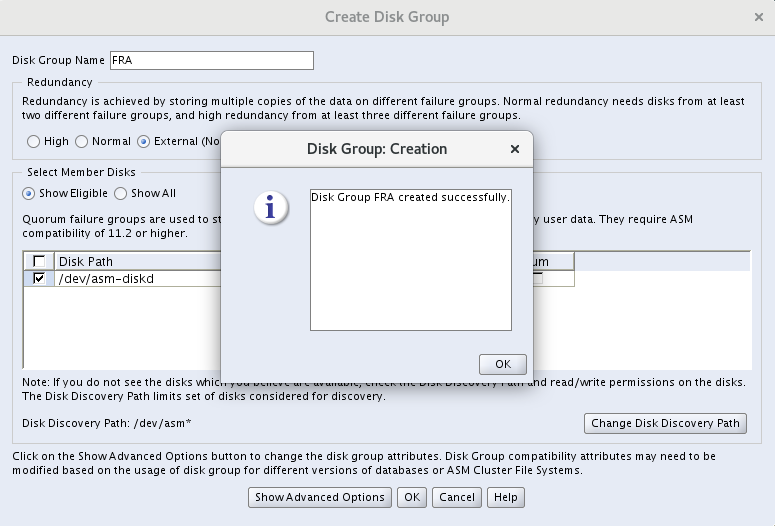 Create Disk Group
Disk Group Name FRA
Redundancy
Redundancy is achieved by storing multiple copies of the data on different failure groups. Normal redundancy needs disks from at least
two different failure groups, and high redundancy from at least three different failure groups.
High Normal External (No
Disk Group: Creation
Disk Group FRA created successfully.
OK
Select Member Disks
Show Eligible Show All
Quorum failure groups are used to st y user data. They require ASM
compatibility of 11.2 or higher.
Disk Path um
/dev/asm-diskd
Note: If you do not see the disks which you believe are available, check the Disk Discovery Path and read/write permissions on the disks.
The Disk Discovery Path limits set of disks considered for discovery.
Disk Discovery Path: /dev/asm* Change Disk Discovery Path
Click on the Show Advanced Options button to change the disk group attributes. Disk Group compatibility attributes may need to be
modified based on the usage of disk group for different versions of databases or ASM Cluster File Systems.
Show Advanced Options OK Cancel Help